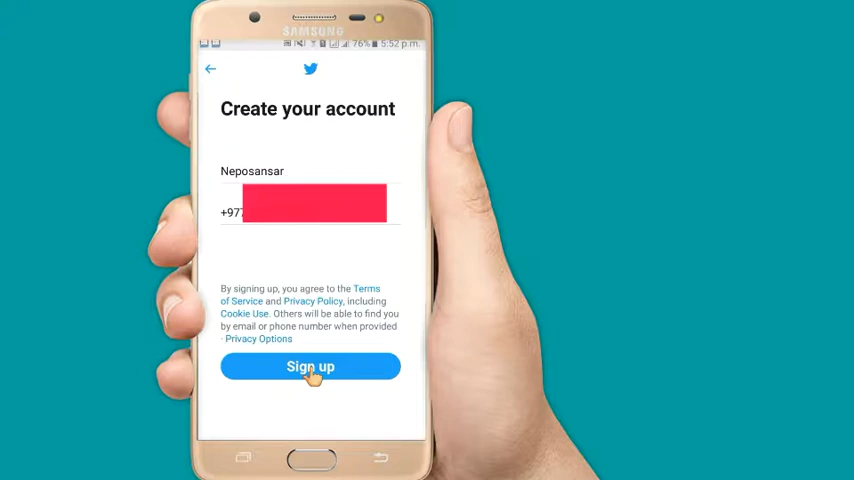 SAMSUNG
76% 5:52 p.m.
Create your account
Neposansar
+977
By signing up, you agree to the Terms
of Service and Privacy Policy, including
Cookie Use. Others will be able to find you
by email or phone number when provided
· Privacy Options
Sign up